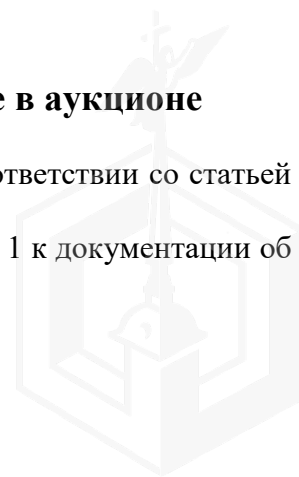 е в аукционе
ответствии со статьей
1 к документации об